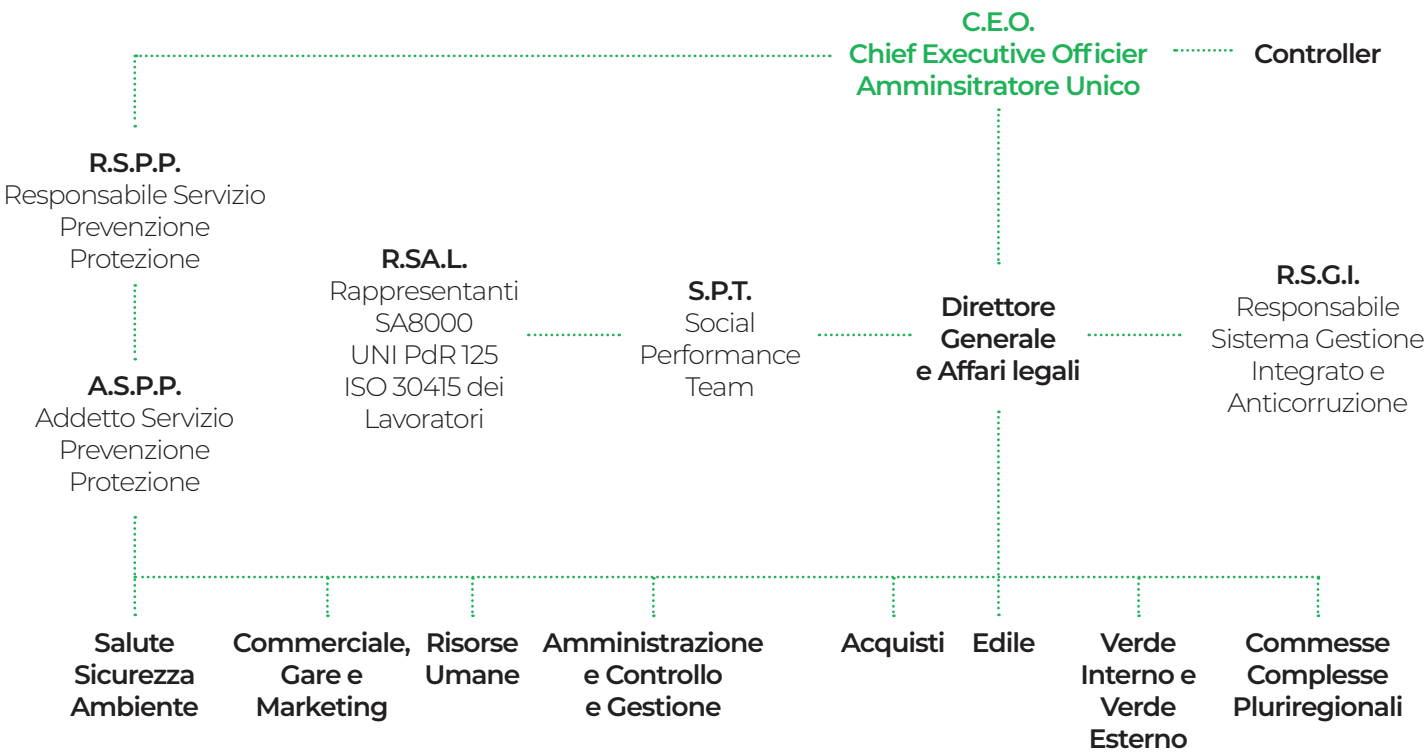 C.E.O.
Chief Executive Officier
Amminsitratore Unico
Controller
R.S.P.P.
Responsabile Servizio
Prevenzione
Protezione
A.S.P.P.
Addetto Servizio
Prevenzione
Protezione
R.SA.L.
Rappresentanti
SA8000
UNI PdR 125
ISO 30415 dei
Lavoratori
S.P.T.
Social
Performance
Team
Direttore
Generale
e Affari legali
R.S.G.I.
Responsabile
Sistema Gestione
Integrato e
Anticorruzione
Salute
Sicurezza
Ambiente
Commerciale,
Gare e
Marketing
Risorse
Umane
Amministrazione
e Controllo
e Gestione
Acquisti
Edile
Verde
Interno e
Verde
Esterno
Commesse
Complesse
Pluriregionali